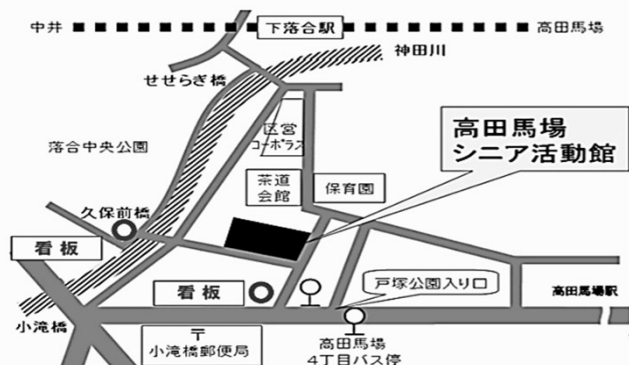 中井
下落合駅
高田馬場
神田川
せせらぎ橋
区営
コーポラス
高田馬場
シニア活動館
落合中央公園
茶道
会館
保育園
久保前橋
看板
看板
戸塚公園入り口
高田馬場駅
小滝橋
〒
小滝橋郵便局
高田馬場
4丁目バス停